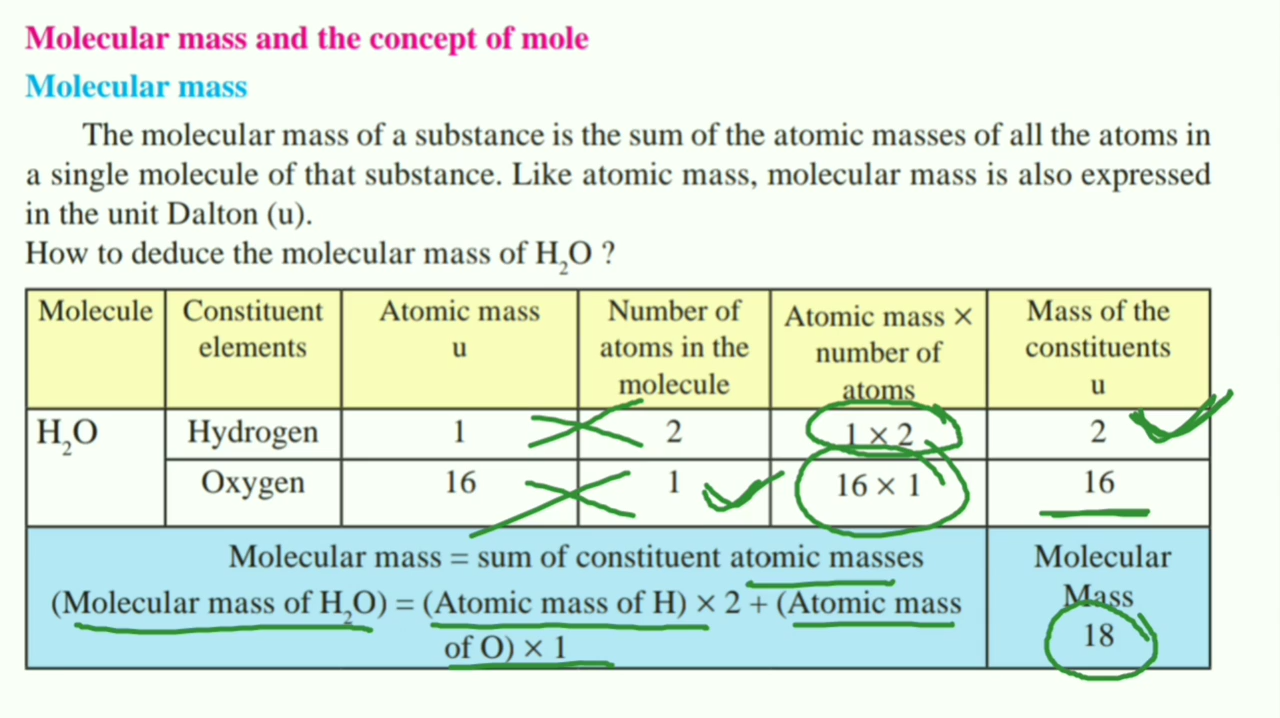 Molecular mass and the concept of mole
Molecular mass
The molecular mass of a substance is the sum of the atomic masses of all the atoms in
a single molecule of that substance. Like atomic mass, molecular mass is also expressed
in the unit Dalton (u).
How to deduce the molecular mass of H₂O ?
Molecule Constituent elements Atomic mass u Number of atoms in the molecule Atomic mass × number of atoms Mass of the constituents u
H₂O Hydrogen 1 2 1 × 2 2
Oxygen 16 1 16 × 1 16
Molecular mass = sum of constituent atomic masses
(Molecular mass of H₂O) = (Atomic mass of H) × 2 + (Atomic mass
of O) × 1
Molecular
Mass
18